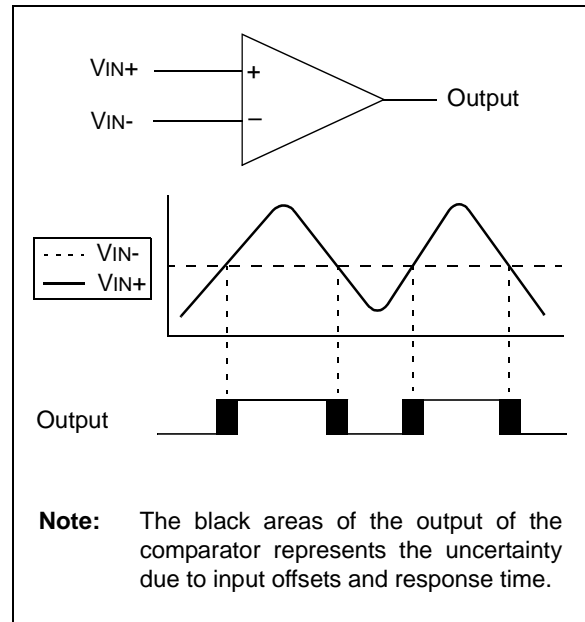 VIN+
+
Output
VIN-
–
VIN-
VIN+
Output
Note: The black areas of the output of the
comparator represents the uncertainty
due to input offsets and response time.